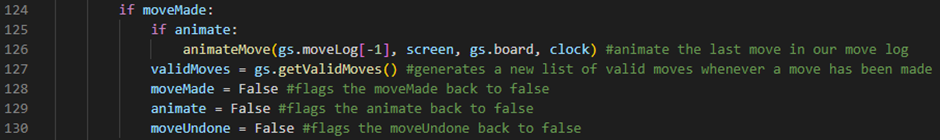 124 if moveMade:
125 if animate:
126 animateMove(gs.moveLog[-1], screen, gs.board, clock) #animate the last move in our move log
127 validMoves = gs.getValidMoves() #generates a new list of valid moves whenever a move has been made
128 moveMade = False #flags the moveMade back to false
129 animate = False #flags the animate back to false
130 moveUndone = False #flags the moveUndone back to false